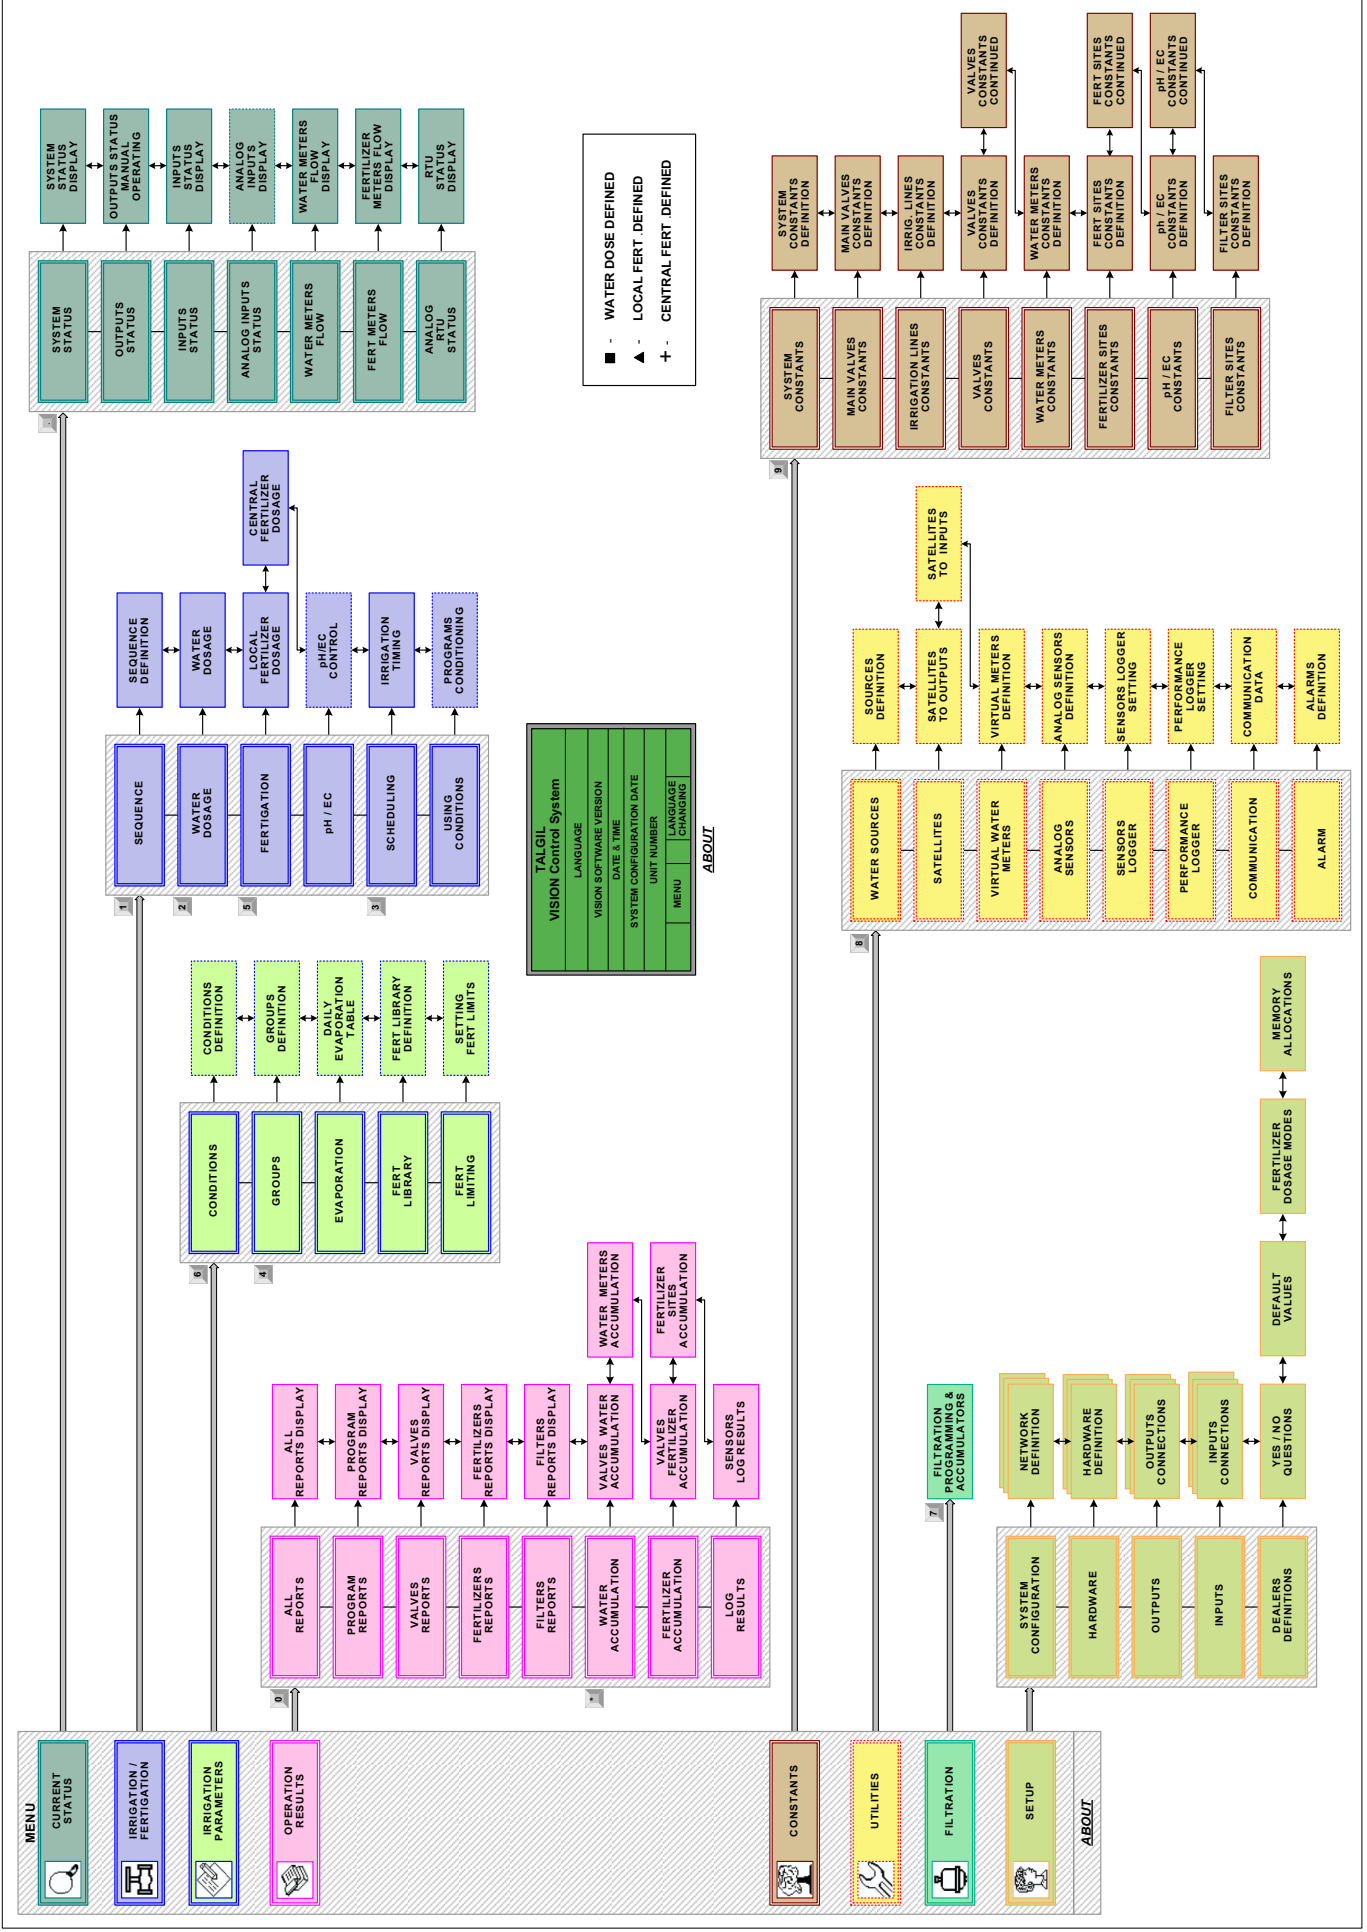 MENU
CURRENT
STATUS
IRRIGATION /
FERTIGATION
IRRIGATION
PARAMETERS
OPERATION
RESULTS
CONSTANTS
UTILITIES
FILTRATION
SETUP
ABOUT
.
SYSTEM
STATUS
OUTPUTS
STATUS
INPUTS
STATUS
ANALOG INPUTS
STATUS
WATER METERS
FLOW
FERT METERS
FLOW
ANALOG
RTU
STATUS
SYSTEM
STATUS
DISPLAY
OUTPUTS STATUS
MANUAL
OPERATING
INPUTS
STATUS
DISPLAY
ANALOG
INPUTS
DISPLAY
WATER METERS
FLOW
DISPLAY
FERTILIZER
METERS FLOW
DISPLAY
RTU
STATUS
DISPLAY
1
2
5
3
SEQUENCE
WATER
DOSAGE
FERTIGATION
pH / EC
SCHEDULING
USING
CONDITIONS
SEQUENCE
DEFINITION
WATER
DOSAGE
LOCAL
FERTILIZER
DOSAGE
CENTRAL
FERTILIZER
DOSAGE
pH/EC
CONTROL
IRRIGATION
TIMING
PROGRAMS
CONDITIONING
6
4
CONDITIONS
GROUPS
EVAPORATION
FERT
LIBRARY
FERT
LIMITING
CONDITIONS
DEFINITION
GROUPS
DEFINITION
DAILY
EVAPORATION
TABLE
FERT LIBRARY
DEFINITION
SETTING
FERT LIMITS
0
*
ALL
REPORTS
PROGRAM
REPORTS
VALVES
REPORTS
FERTILIZERS
REPORTS
FILTERS
REPORTS
WATER
ACCUMULATION
FERTILIZER
ACCUMULATION
LOG
RESULTS
ALL
REPORTS DISPLAY
PROGRAM
REPORTS DISPLAY
VALVES
REPORTS DISPLAY
FERTILIZERS
REPORTS DISPLAY
FILTERS
REPORTS DISPLAY
VALVES WATER
ACCUMULATION
WATER METERS
ACCUMULATION
VALVES
FERTILIZER
ACCUMULATION
FERTILIZER
SITES
ACCUMULATION
SENSORS
LOG RESULTS
TALGIL
VISION Control System
LANGUAGE
VISION SOFTWARE VERSION
DATE & TIME
SYSTEM CONFIGURATION DATE
UNIT NUMBER
MENU
LANGUAGE
CHANGING
ABOUT
■ - WATER DOSE DEFINED
▲ - LOCAL FERT .DEFINED
+ - CENTRAL FERT .DEFINED
9
SYSTEM
CONSTANTS
MAIN VALVES
CONSTANTS
IRRIGATION LINES
CONSTANTS
VALVES
CONSTANTS
WATER METERS
CONSTANTS
FERTILIZER SITES
CONSTANTS
pH / EC
CONSTANTS
FILTER SITES
CONSTANTS
SYSTEM
CONSTANTS
DEFINITION
MAIN VALVES
CONSTANTS
DEFINITION
IRRIG. LINES
CONSTANTS
DEFINITION
VALVES
CONSTANTS
DEFINITION
VALVES
CONSTANTS
CONTINUED
WATER METERS
CONSTANTS
DEFINITION
FERT SITES
CONSTANTS
DEFINITION
FERT SITES
CONSTANTS
CONTINUED
ph / EC
CONSTANTS
DEFINITION
pH / EC
CONSTANTS
CONTINUED
FILTER SITES
CONSTANTS
DEFINITION
8
WATER SOURCES
SATELLITES
VIRTUAL WATER
METERS
ANALOG
SENSORS
SENSORS
LOGGER
PERFORMANCE
LOGGER
COMMUNICATION
ALARM
SOURCES
DEFINITION
SATELLITES
TO OUTPUTS
SATELLITES
TO INPUTS
VIRTUAL METERS
DEFINITION
ANALOG SENSORS
DEFINITION
SENSORS LOGGER
SETTING
PERFORMANCE
LOGGER
SETTING
COMMUNICATION
DATA
ALARMS
DEFINITION
7
FILTRATION
PROGRAMMING &
ACCUMULATORS
SYSTEM
CONFIGURATION
HARDWARE
OUTPUTS
INPUTS
DEALERS
DEFINITIONS
NETWORK
DEFINITION
HARDWARE
DEFINITION
OUTPUTS
CONNECTIONS
INPUTS
CONNECTIONS
YES / NO
QUESTIONS
DEFAULT
VALUES
FERTILIZER
DOSAGE MODES
MEMORY
ALLOCATIONS